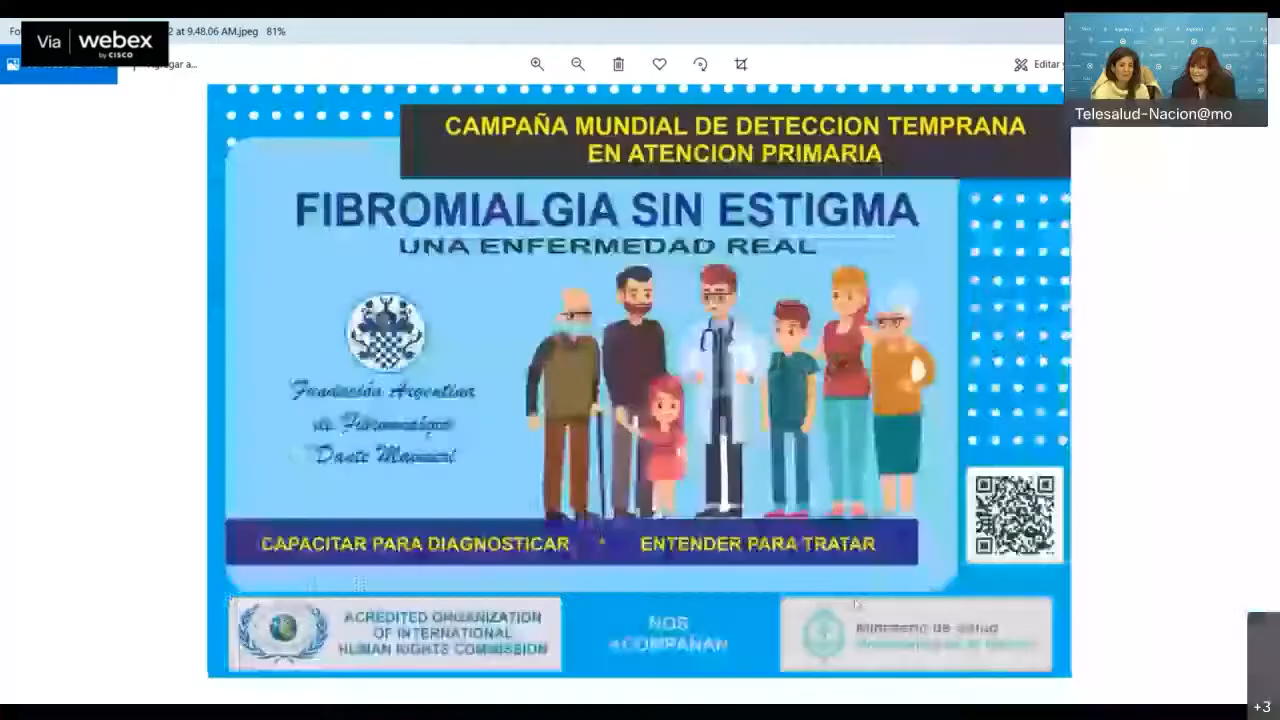 Via webex
by CISCO
2 at 9.48.06 AM.jpeg 81%
Editar
Telesalud-Nacion@mo
CAMPAÑA MUNDIAL DE DETECCION TEMPRANA
EN ATENCION PRIMARIA
FIBROMIALGIA SIN ESTIGMA
UNA ENFERMEDAD REAL
Fundación Argentina
de Fibromialgia
Dante
CAPACITAR PARA DIAGNOSTICAR * ENTENDER PARA TRATAR
ACREDITED ORGANIZATION
OF INTERNATIONAL
HUMAN RIGHTS COMMISSION
NOS
ACOMPAÑAN
Ministerio de Salud
+3